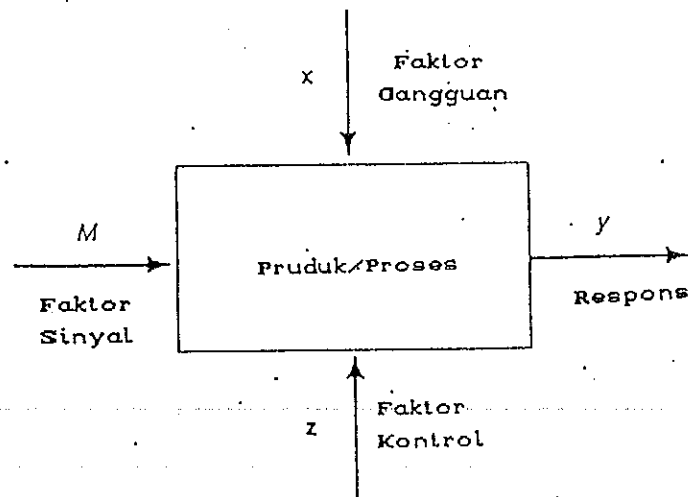 x
Faktor
Gangguan
M
Faktor
Sinyal
Pruduk/Proses
y
Respons
z
Faktor
Kontrol